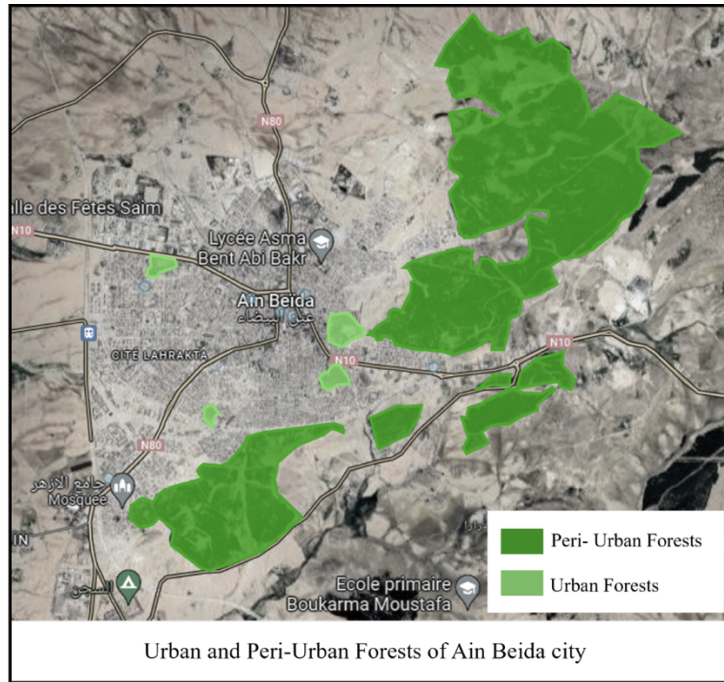 N80
alle des Fêtes Saim
N10
Lycée Asma
Bent Abi Bakr
Ain Beïda
عين البيضاء
N10
N10
CITÉ LAHRAKTA
N80
جامع الازهر
Mosquée
IN
السجن
Ecole primaire
Boukarma Moustafa
Peri- Urban Forests
Urban Forests
Urban and Peri-Urban Forests of Ain Beida city